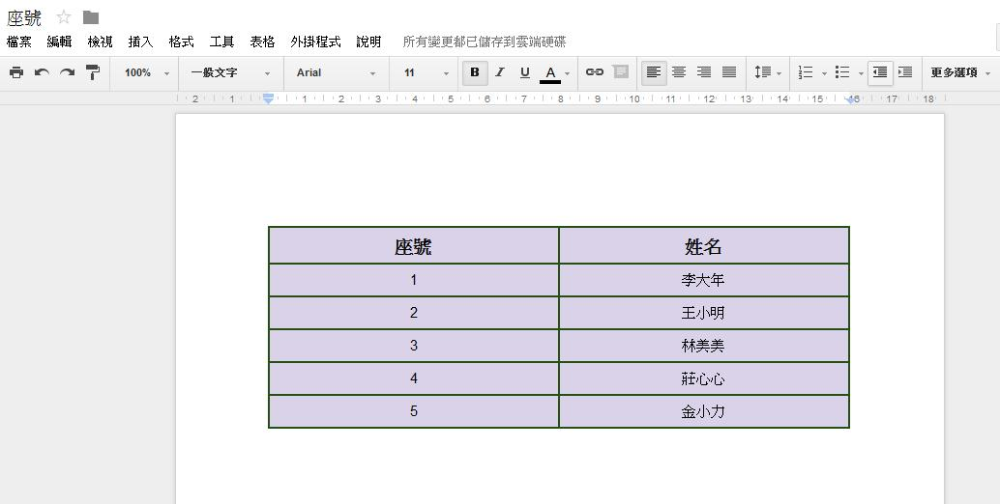 座號
檔案 編輯 檢視 插入 格式 工具 表格 外掛程式 說明 所有變更都已儲存到雲端硬碟
100% 一般文字 Arial 11 B I U A 更多選項
2 1 1 2 3 4 5 6 7 8 9 10 11 12 13 14 15 16 17 18
座號 姓名
1 李大年
2 王小明
3 林美美
4 莊心心
5 金小力